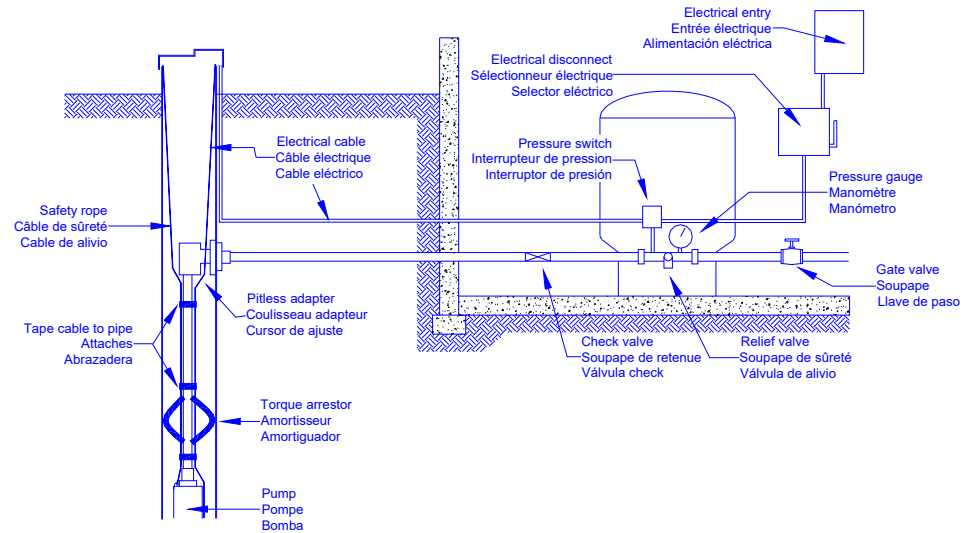 Electrical entry
Entrée électrique
Alimentación eléctrica
Electrical disconnect
Sélectionneur électrique
Selector eléctrico
Electrical cable
Câble électrique
Cable eléctrico
Pressure switch
Interrupteur de pression
Interruptor de presión
Pressure gauge
Manomètre
Manómetro
Safety rope
Câble de sûreté
Cable de alivio
Gate valve
Soupape
Llave de paso
Pitless adapter
Coulisseau adapteur
Cursor de ajuste
Tape cable to pipe
Attaches
Abrazadera
Check valve
Soupape de retenue
Válvula check
Relief valve
Soupape de sûreté
Válvula de alivio
Torque arrestor
Amortisseur
Amortiguador
Pump
Pompe
Bomba